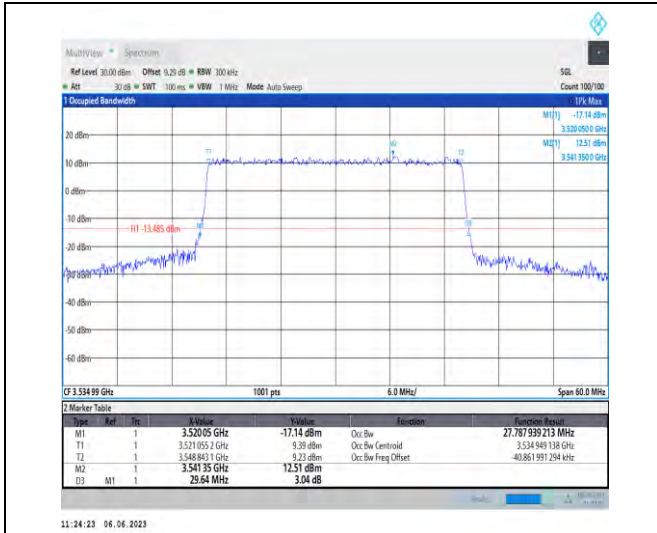 MultiView Spectrum
Ref Level 30.00 dBm Offset 9.29 dB RBW 300 kHz SGL
Att 30 dB SWT 100 ms VBW 1 MHz Mode Auto Sweep Count 100/100
1 Occupied Bandwidth 1Pk Max
M1[1] -17.14 dBm
3.5200500 GHz
M2[1] 12.51 dBm
3.5413500 GHz
20 dBm
T1 M2 T2
10 dBm
0 dBm
-10 dBm
H1 -13.485 dBm
-20 dBm
-30 dBm
-40 dBm
-50 dBm
-60 dBm
CF 3.53499 GHz 1001 pts 6.0 MHz/ Span 60.0 MHz
2 Marker Table
Type Ref Trc X-Value Y-Value Function Function Result
M1 1 3.52005 GHz -17.14 dBm Occ Bw 27.787939213 MHz
T1 1 3.5210552 GHz 9.39 dBm Occ Bw Centroid 3.534949138 GHz
T2 1 3.5488431 GHz 9.23 dBm Occ Bw Freq Offset -40.861991294 kHz
M2 1 3.54135 GHz 12.51 dBm
D3 M1 1 29.64 MHz 3.04 dB
11:24:23 06.06.2023